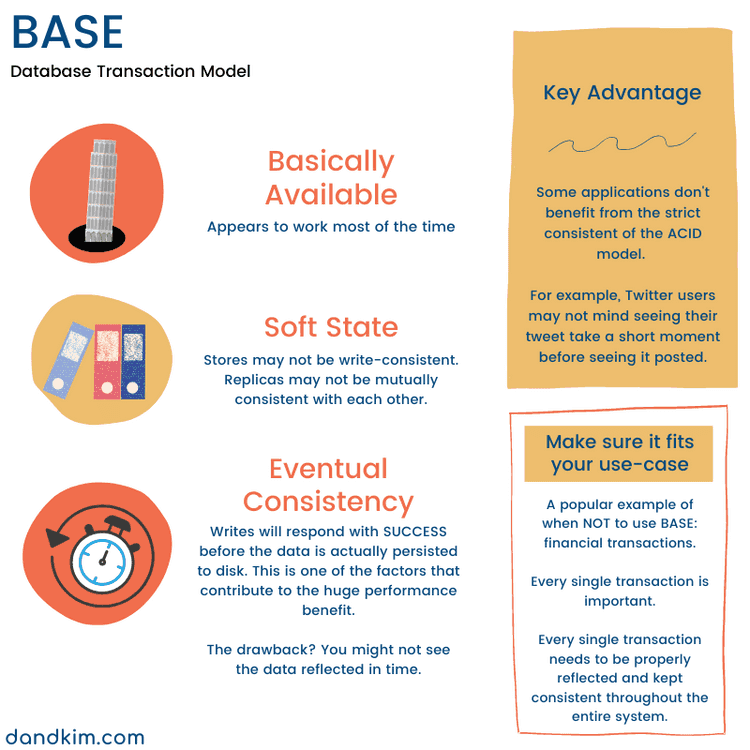 BASE
Database Transaction Model
Basically
Available
Appears to work most of the time
Soft State
Stores may not be write-consistent.
Replicas may not be mutually
consistent with each other.
Eventual
Consistency
Writes will respond with SUCCESS
before the data is actually persisted
to disk. This is one of the factors that
contribute to the huge performance
benefit.
The drawback? You might not see
the data reflected in time.
Key Advantage
Some applications don't
benefit from the strict
consistent of the ACID
model.
For example, Twitter users
may not mind seeing their
tweet take a short moment
before seeing it posted.
Make sure it fits
your use-case
A popular example of
when NOT to use BASE:
financial transactions.
Every single transaction is
important.
Every single transaction
needs to be properly
reflected and kept
consistent throughout the
entire system.
dandkim.com